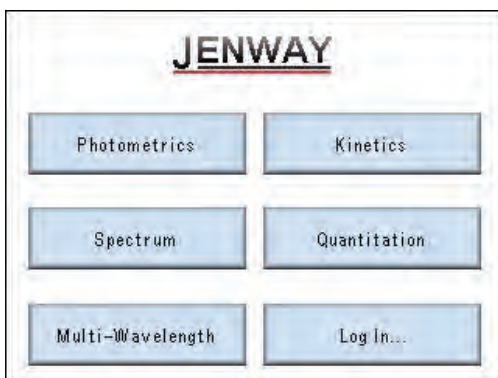 JENWAY
Photometrics Kinetics
Spectrum Quantitation
Multi-Wavelength Log In...